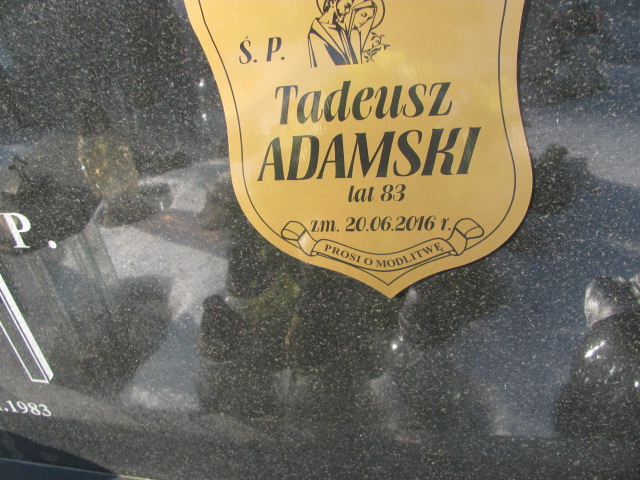 Ś. P.
Tadeusz
ADAMSKI
lat 83
zm. 20.06.2016 r.
PROSI O MODLITWĘ
P.
.1983